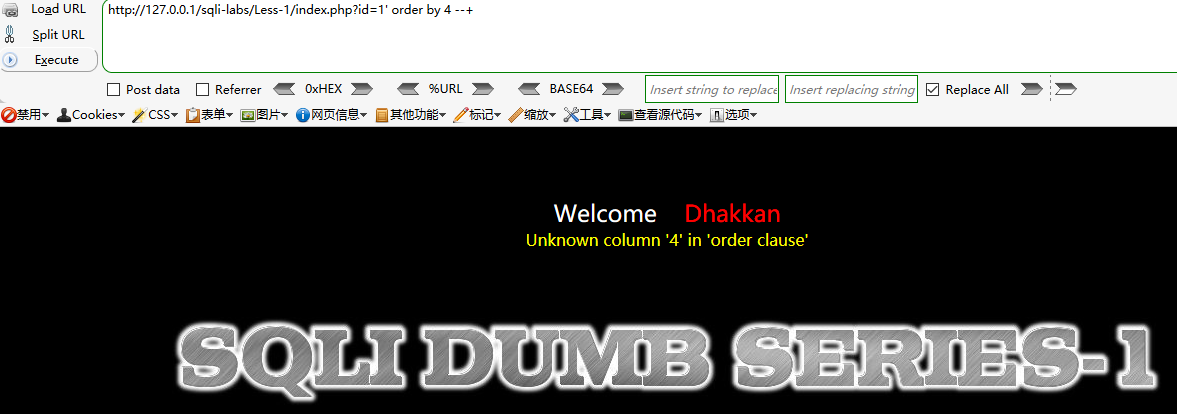 Load URL
http://127.0.0.1/sqli-labs/Less-1/index.php?id=1' order by 4 --+
Split URL
Execute
Post data Referrer 0xHEX %URL BASE64 Insert string to replace Insert replacing string Replace All
禁用 Cookies CSS 表单 图片 网页信息 其他功能 标记 缩放 工具 查看源代码 选项
Welcome Dhakkan
Unknown column '4' in 'order clause'
SQLI DUMB SERIES-1